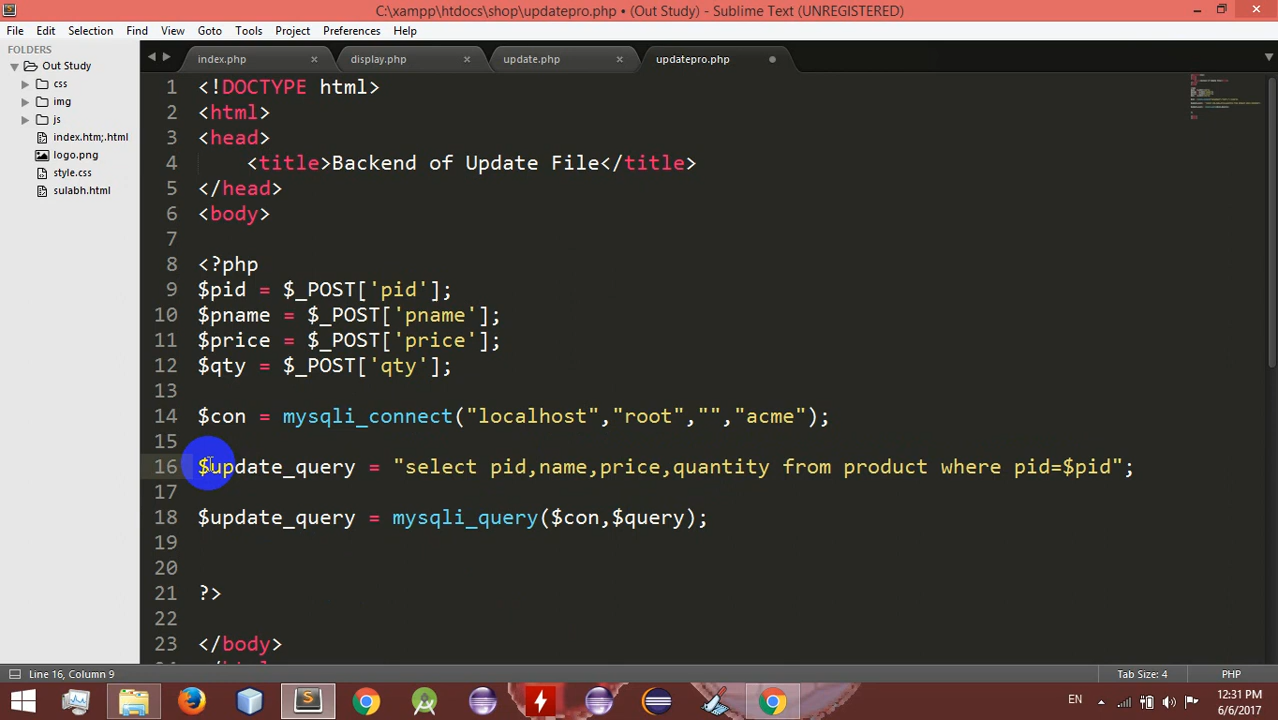 C:\xampp\htdocs\shop\updatepro.php • (Out Study) - Sublime Text (UNREGISTERED)
File Edit Selection Find View Goto Tools Project Preferences Help
FOLDERS
Out Study
css
img
js
index.htm;.html
logo.png
style.css
sulabh.html
index.php × display.php × update.php × updatepro.php
1 <!DOCTYPE html>
2 <html>
3 <head>
4 <title>Backend of Update File</title>
5 </head>
6 <body>
7
8 <?php
9 $pid = $_POST['pid'];
10 $pname = $_POST['pname'];
11 $price = $_POST['price'];
12 $qty = $_POST['qty'];
13
14 $con = mysqli_connect("localhost","root","","acme");
15
16 $update_query = "select pid,name,price,quantity from product where pid=$pid";
17
18 $update_query = mysqli_query($con,$query);
19
20
21 ?>
22
23 </body>
Line 16, Column 9 Tab Size: 4 PHP
EN 12:31 PM
6/6/2017